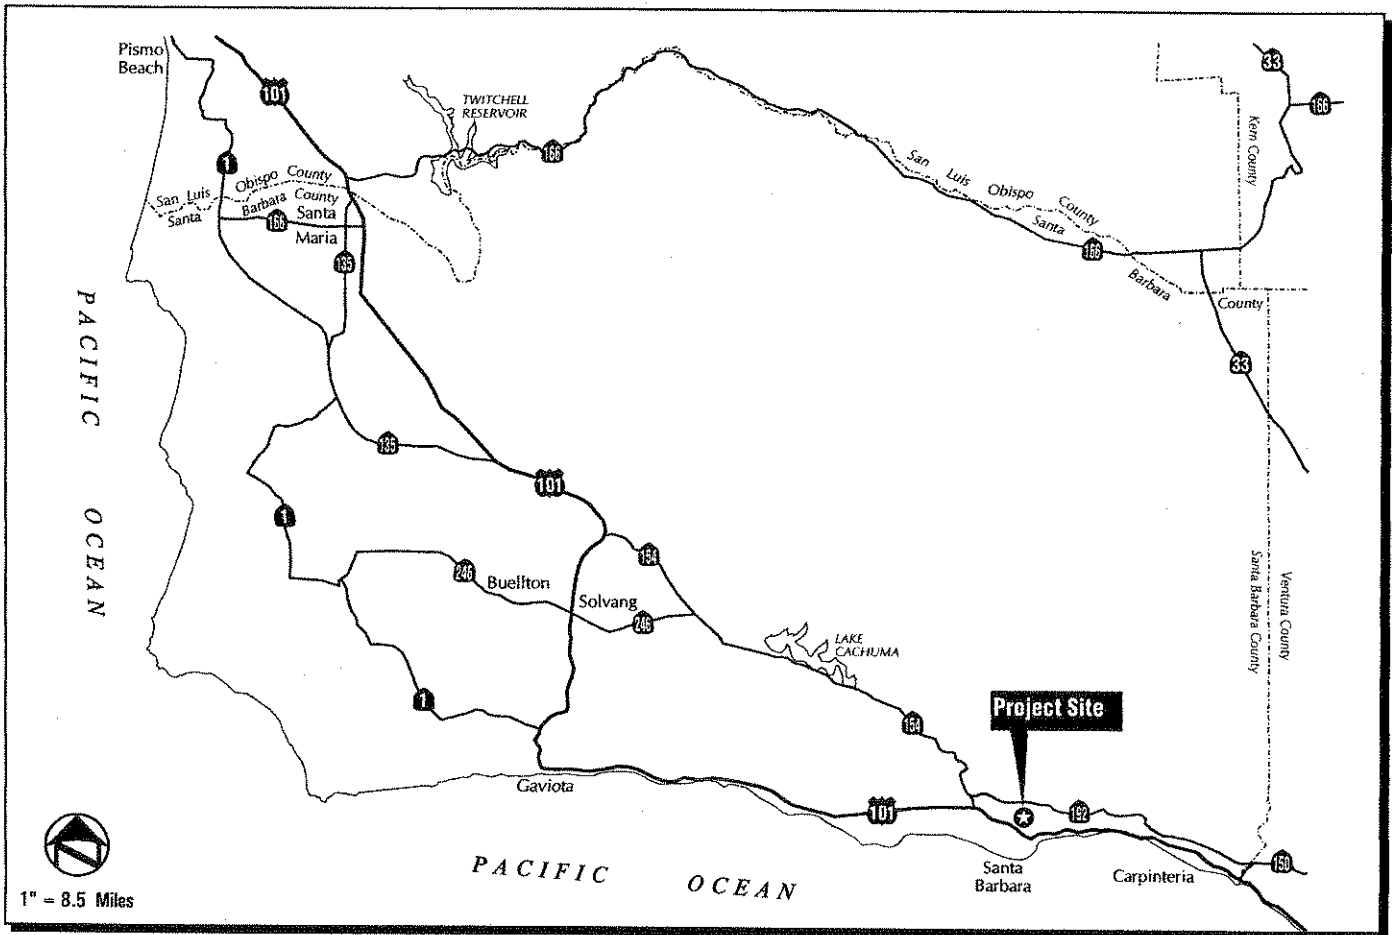 Pismo
Beach
101
TWITCHELL
RESERVOIR
33
166
Kern County
1
166
San Luis Obispo County
Santa Barbara County
166
Santa
Maria
135
San Luis Obispo County
Santa Barbara County
166
33
PACIFIC OCEAN
135
101
1
154
246
Buellton
Solvang
246
LAKE
CACHUMA
Ventura County
Santa Barbara County
1
Project Site
154
Gaviota
101
192
150
Santa
Barbara
Carpinteria
PACIFIC OCEAN
1" = 8.5 Miles